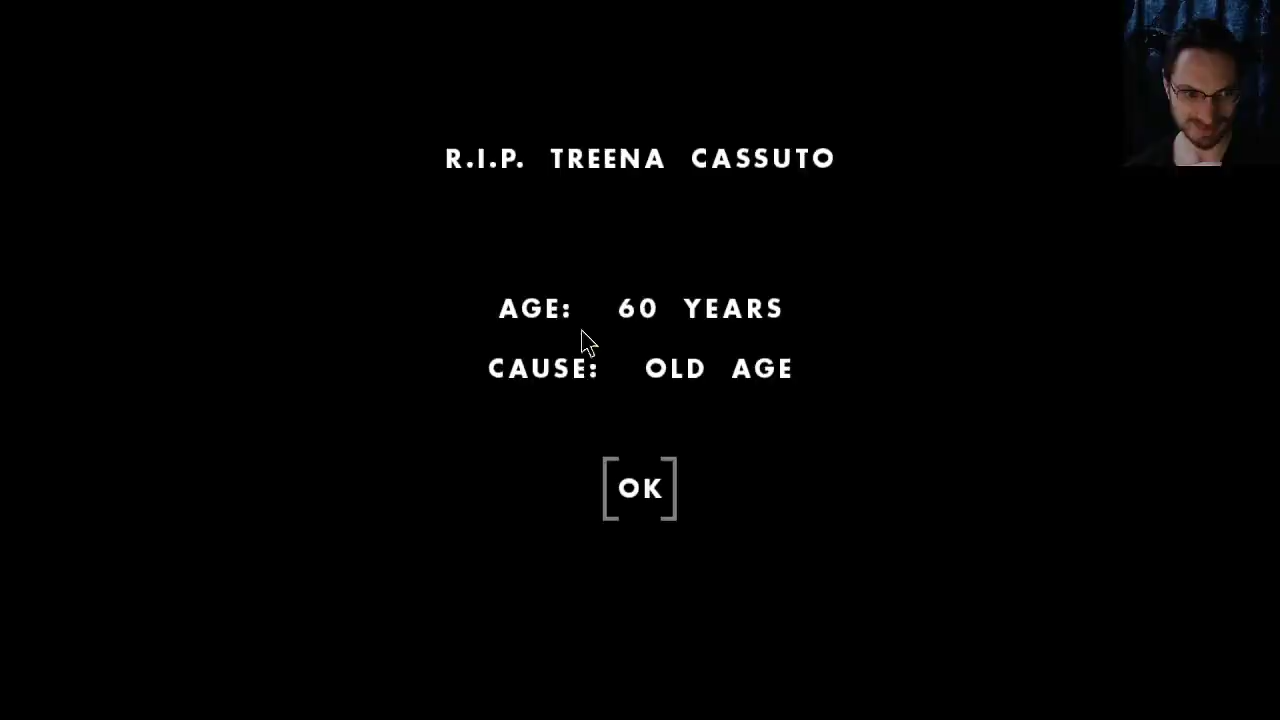 R.I.P. TREENA CASSUTO
AGE: 60 YEARS
CAUSE: OLD AGE
[OK]